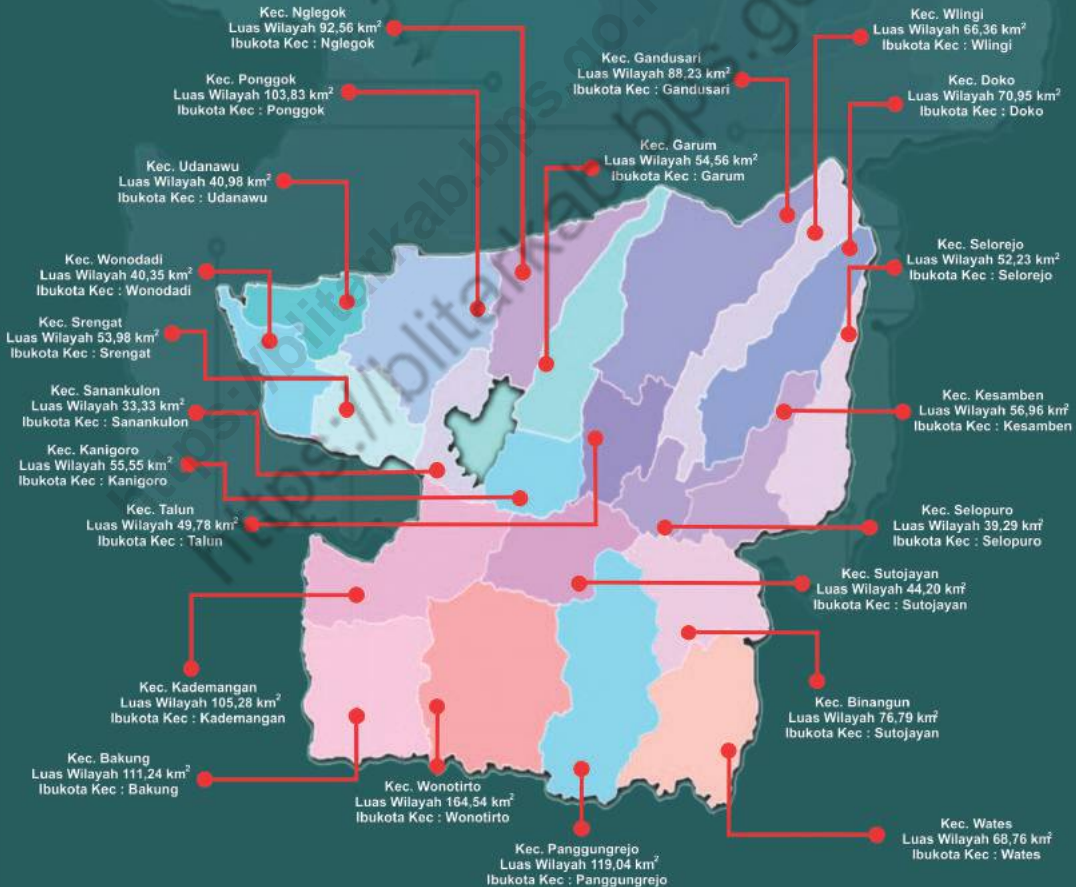 Kec. Nglegok
Luas Wilayah 92,56 km²
Ibukota Kec : Nglegok
Kec. Ponggok
Luas Wilayah 103,83 km²
Ibukota Kec : Ponggok
Kec. Udanawu
Luas Wilayah 40,98 km²
Ibukota Kec : Udanawu
Kec. Wonodadi
Luas Wilayah 40,35 km²
Ibukota Kec : Wonodadi
Kec. Srengat
Luas Wilayah 53,98 km²
Ibukota Kec : Srengat
Kec. Sanankulon
Luas Wilayah 33,33 km²
Ibukota Kec : Sanankulon
Kec. Kanigoro
Luas Wilayah 55,55 km²
Ibukota Kec : Kanigoro
Kec. Talun
Luas Wilayah 49,78 km²
Ibukota Kec : Talun
Kec. Kademangan
Luas Wilayah 105,28 km²
Ibukota Kec : Kademangan
Kec. Bakung
Luas Wilayah 111,24 km²
Ibukota Kec : Bakung
Kec. Wonotirto
Luas Wilayah 164,54 km²
Ibukota Kec : Wonotirto
Kec. Panggungrejo
Luas Wilayah 119,04 km²
Ibukota Kec : Panggungrejo
Kec. Wlingi
Luas Wilayah 66,36 km²
Ibukota Kec : Wlingi
Kec. Gandusari
Luas Wilayah 88,23 km²
Ibukota Kec : Gandusari
Kec. Doko
Luas Wilayah 70,95 km²
Ibukota Kec : Doko
Kec. Garum
Luas Wilayah 54,56 km²
Ibukota Kec : Garum
Kec. Selorejo
Luas Wilayah 52,23 km²
Ibukota Kec : Selorejo
Kec. Kesamben
Luas Wilayah 56,96 km²
Ibukota Kec : Kesamben
Kec. Selopuro
Luas Wilayah 39,29 km²
Ibukota Kec : Selopuro
Kec. Sutojayan
Luas Wilayah 44,20 km²
Ibukota Kec : Sutojayan
Kec. Binangun
Luas Wilayah 76,79 km²
Ibukota Kec : Sutojayan
Kec. Wates
Luas Wilayah 68,76 km²
Ibukota Kec : Wates
https://blitarkab.bps.go.id
https://blitarkab.bps.go